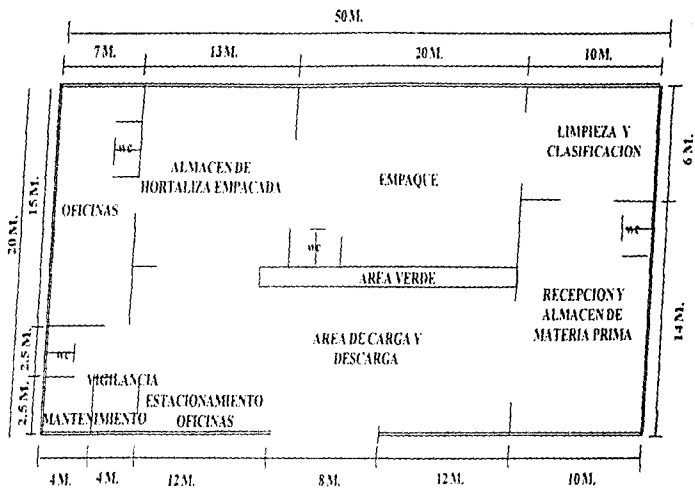 50M.
7M.
13M.
20M.
10M.
LIMPIEZA Y
CLASIFICACION
6 M.
WC
ALMACEN DE
HORTALIZA EMPACADA
EMPAQUE
OFICINAS
15 M.
20 M.
WC
WC
AREA VERDE
RECEPCION Y
ALMACEN DE
MATERIA PRIMA
14 M.
AREA DE CARGA Y
DESCARGA
2.5 M.
WC
VIGILANCIA
2.5 M.
MANTENIMIENTO
ESTACIONAMIENTO
OFICINAS
4M.
4M.
12M.
8M.
12M.
10M.